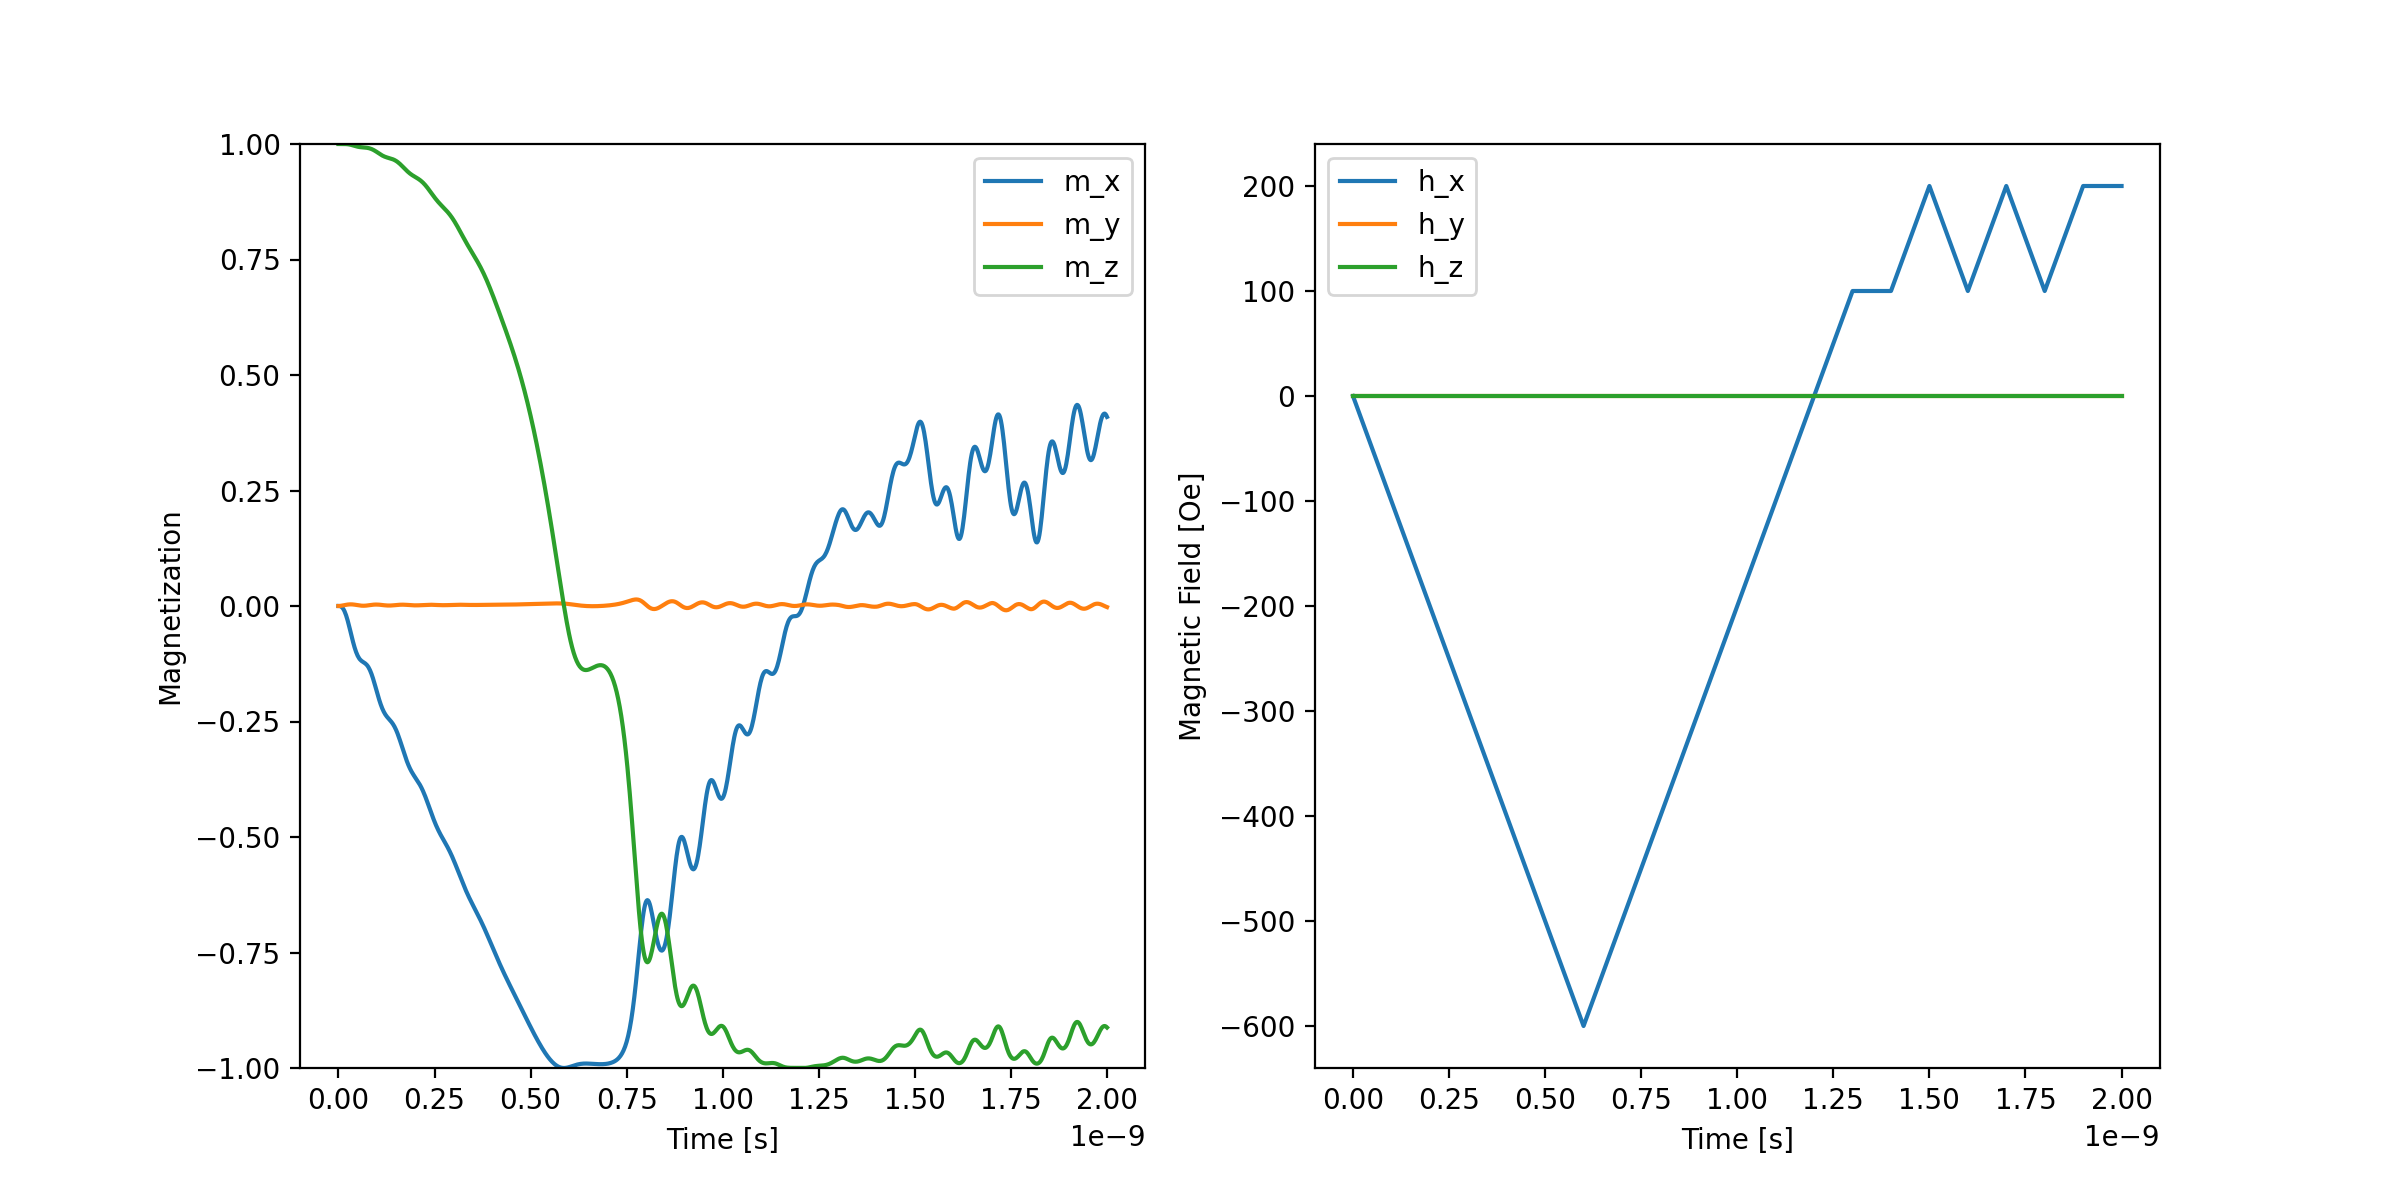 1.00
0.75
0.50
0.25
0.00
−0.25
−0.50
−0.75
−1.00
Magnetization
m_x
m_y
m_z
0.00 0.25 0.50 0.75 1.00 1.25 1.50 1.75 2.00
Time [s]
1e−9
200
100
0
−100
−200
−300
−400
−500
−600
Magnetic Field [Oe]
h_x
h_y
h_z
0.00 0.25 0.50 0.75 1.00 1.25 1.50 1.75 2.00
Time [s]
1e−9